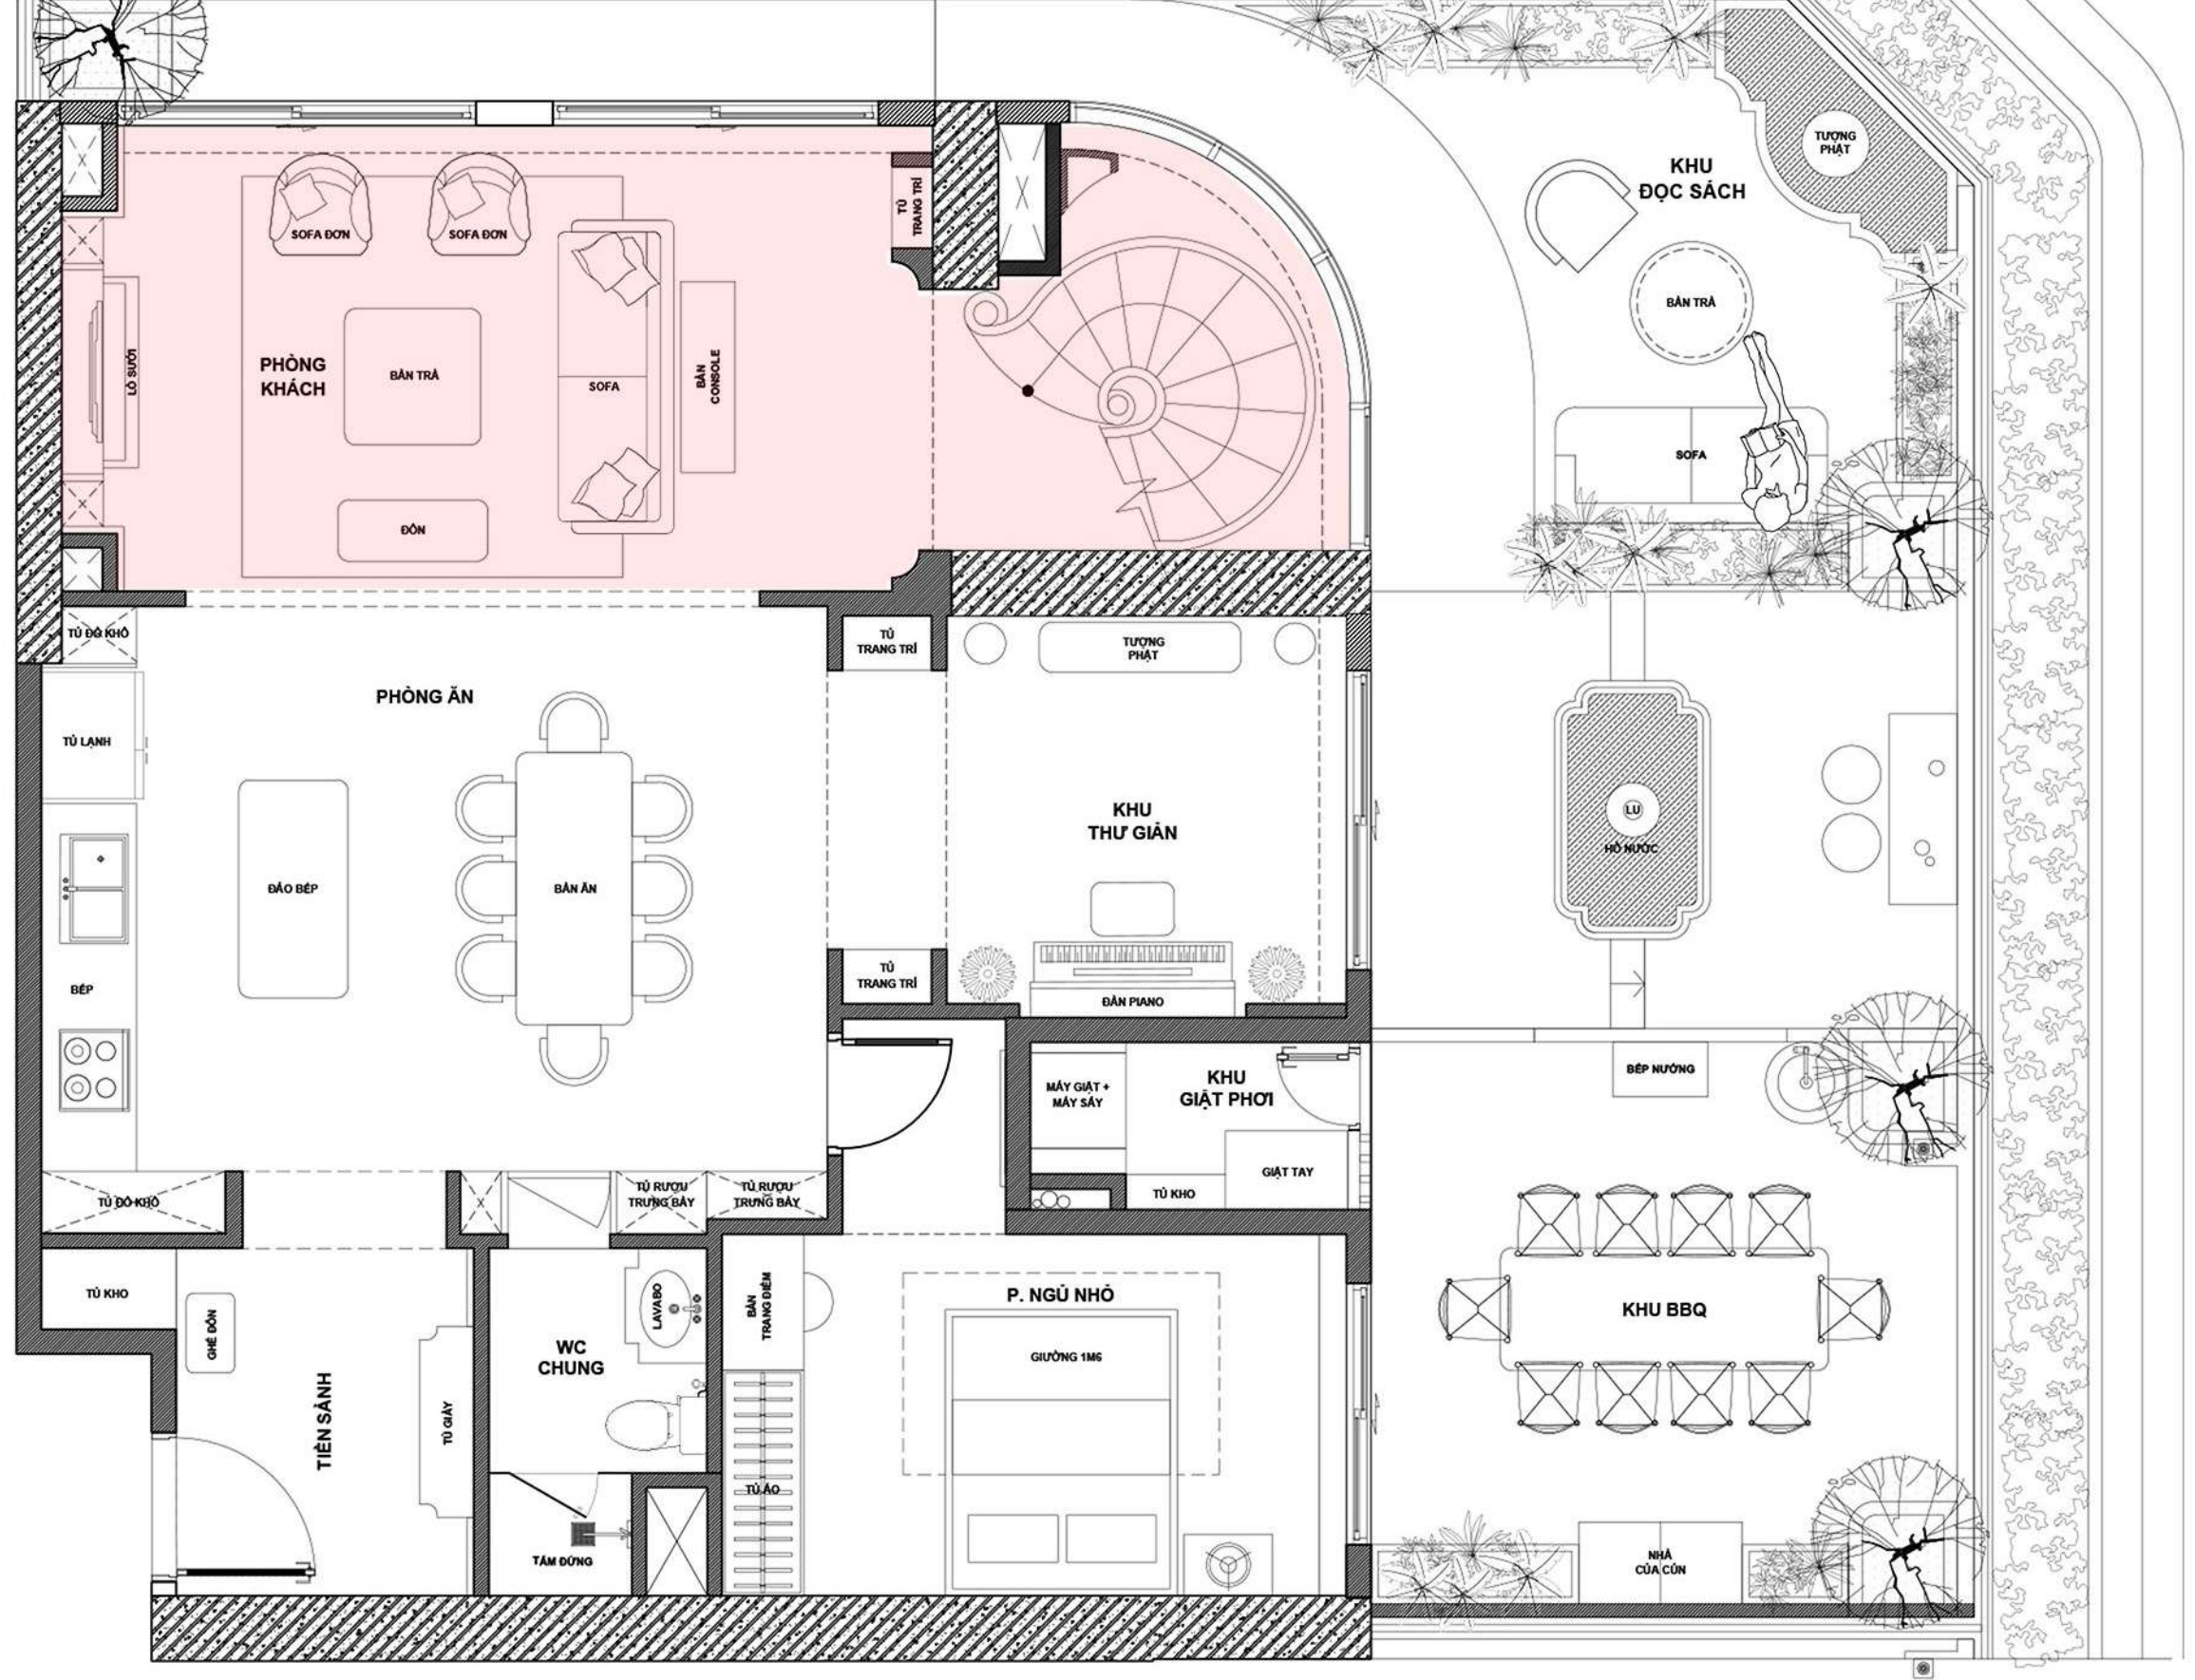 TƯỢNG
PHẬT
KHU
ĐỌC SÁCH
BÀN TRÀ
SOFA
SOFA ĐƠN
SOFA ĐƠN
TỦ
TRANG TRÍ
LÒ SƯỞI
PHÒNG
KHÁCH
BÀN TRÀ
SOFA
BÀN
CONSOLE
ĐÔN
TỦ ĐỒ KHÔ
TỦ
TRANG TRÍ
TƯỢNG
PHẬT
PHÒNG ĂN
TỦ LẠNH
KHU
THƯ GIÃN
LU
HỒ NƯỚC
ĐẢO BẾP
BÀN ĂN
BẾP
TỦ
TRANG TRÍ
ĐÀN PIANO
MÁY GIẶT +
MÁY SẤY
KHU
GIẶT PHƠI
BẾP NƯỚNG
GIẶT TAY
TỦ KHO
TỦ ĐỒ KHÔ
TỦ RƯỢU
TRƯNG BÀY
TỦ RƯỢU
TRƯNG BÀY
TỦ KHO
GHẾ ĐÔN
TIỀN SẢNH
TỦ GIÀY
WC
CHUNG
LAVABO
BÀN
TRANG ĐIỂM
P. NGỦ NHỎ
GIƯỜNG 1M6
KHU BBQ
TỦ ÁO
TẮM ĐỨNG
NHÀ
CỦA CÚN